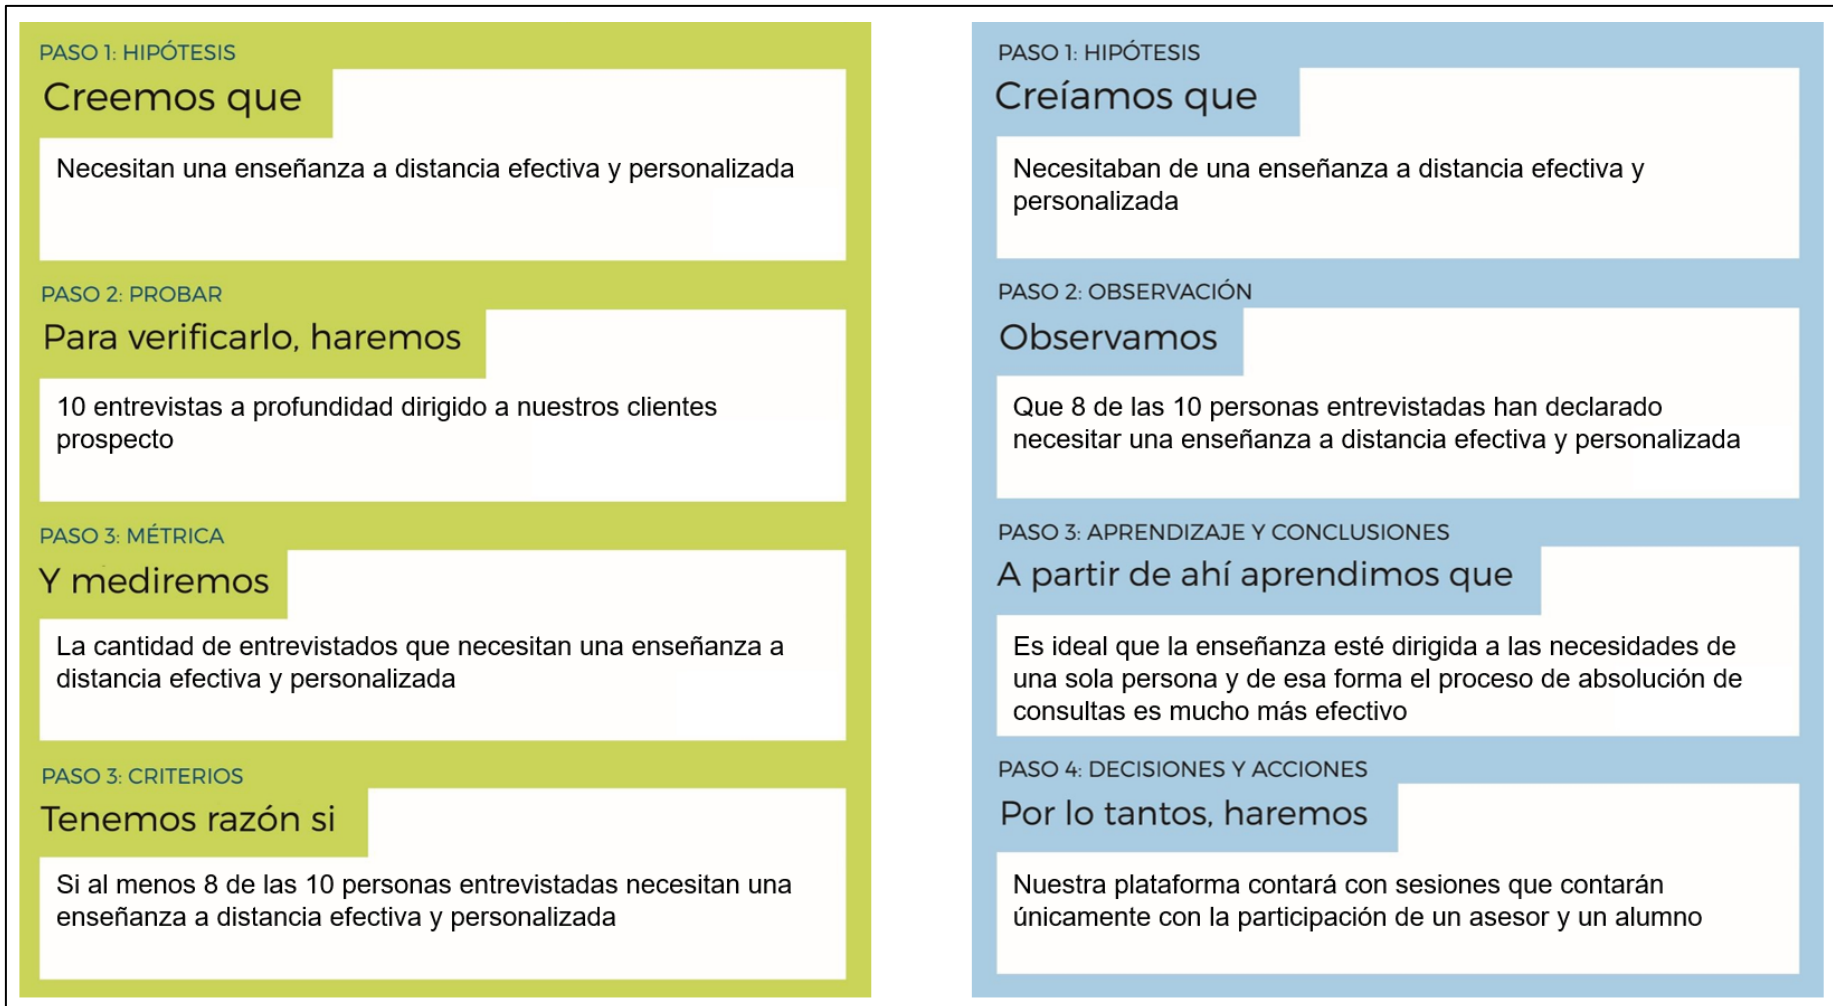 PASO 1: HIPÓTESIS
Creemos que
Necesitan una enseñanza a distancia efectiva y personalizada
PASO 2: PROBAR
Para verificarlo, haremos
10 entrevistas a profundidad dirigido a nuestros clientes
prospecto
PASO 3: MÉTRICA
Y mediremos
La cantidad de entrevistados que necesitan una enseñanza a
distancia efectiva y personalizada
PASO 3: CRITERIOS
Tenemos razón si
Si al menos 8 de las 10 personas entrevistadas necesitan una
enseñanza a distancia efectiva y personalizada
PASO 1: HIPÓTESIS
Creíamos que
Necesitaban de una enseñanza a distancia efectiva y
personalizada
PASO 2: OBSERVACIÓN
Observamos
Que 8 de las 10 personas entrevistadas han declarado
necesitar una enseñanza a distancia efectiva y personalizada
PASO 3: APRENDIZAJE Y CONCLUSIONES
A partir de ahí aprendimos que
Es ideal que la enseñanza esté dirigida a las necesidades de
una sola persona y de esa forma el proceso de absolución de
consultas es mucho más efectivo
PASO 4: DECISIONES Y ACCIONES
Por lo tantos, haremos
Nuestra plataforma contará con sesiones que contarán
únicamente con la participación de un asesor y un alumno